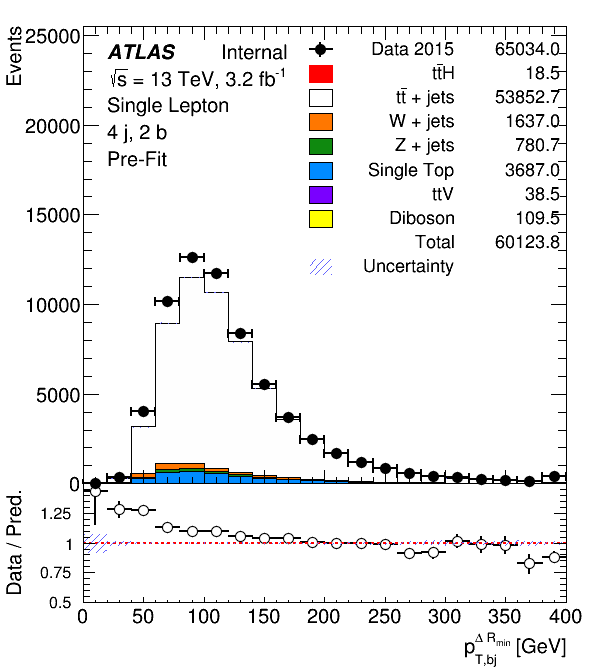 Events
25000
20000
15000
10000
5000
0
ATLAS Internal
√s = 13 TeV, 3.2 fb⁻¹
Single Lepton
4 j, 2 b
Pre-Fit
Data 2015 65034.0
tt̄H 18.5
tt̄ + jets 53852.7
W + jets 1637.0
Z + jets 780.7
Single Top 3687.0
ttV 38.5
Diboson 109.5
Total 60123.8
Uncertainty
Data / Pred.
1.25
1
0.75
0.5
0 50 100 150 200 250 300 350 400
p_{T,bj}^{Δ R_{min}} [GeV]